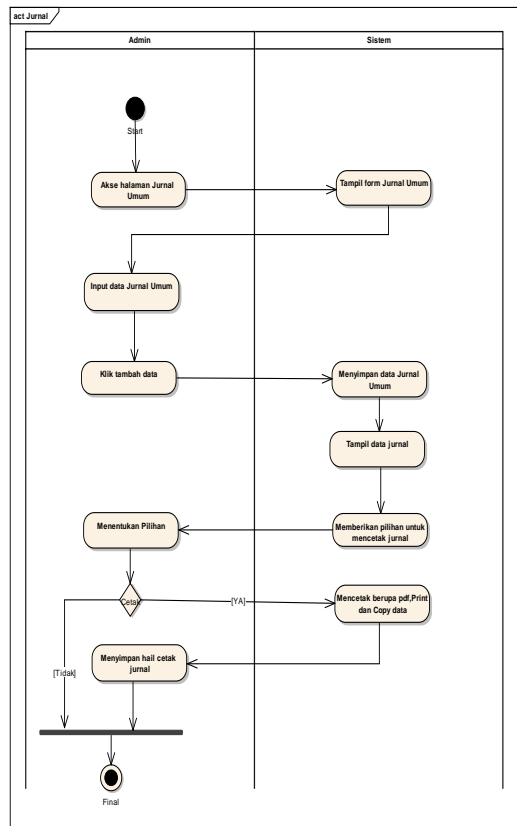 act Jurnal
Admin
Sistem
Start
Akse halaman Jurnal
Umum
Tampil form Jurnal Umum
Input data Jurnal Umum
Klik tambah data
Menyimpan data Jurnal
Umum
Tampil data jurnal
Memberikan pilihan untuk
mencetak jurnal
Menentukan Pilihan
Cetak
[YA]
Mencetak berupa pdf,Print
dan Copy data
[Tidak]
Menyimpan hail cetak
jurnal
Final